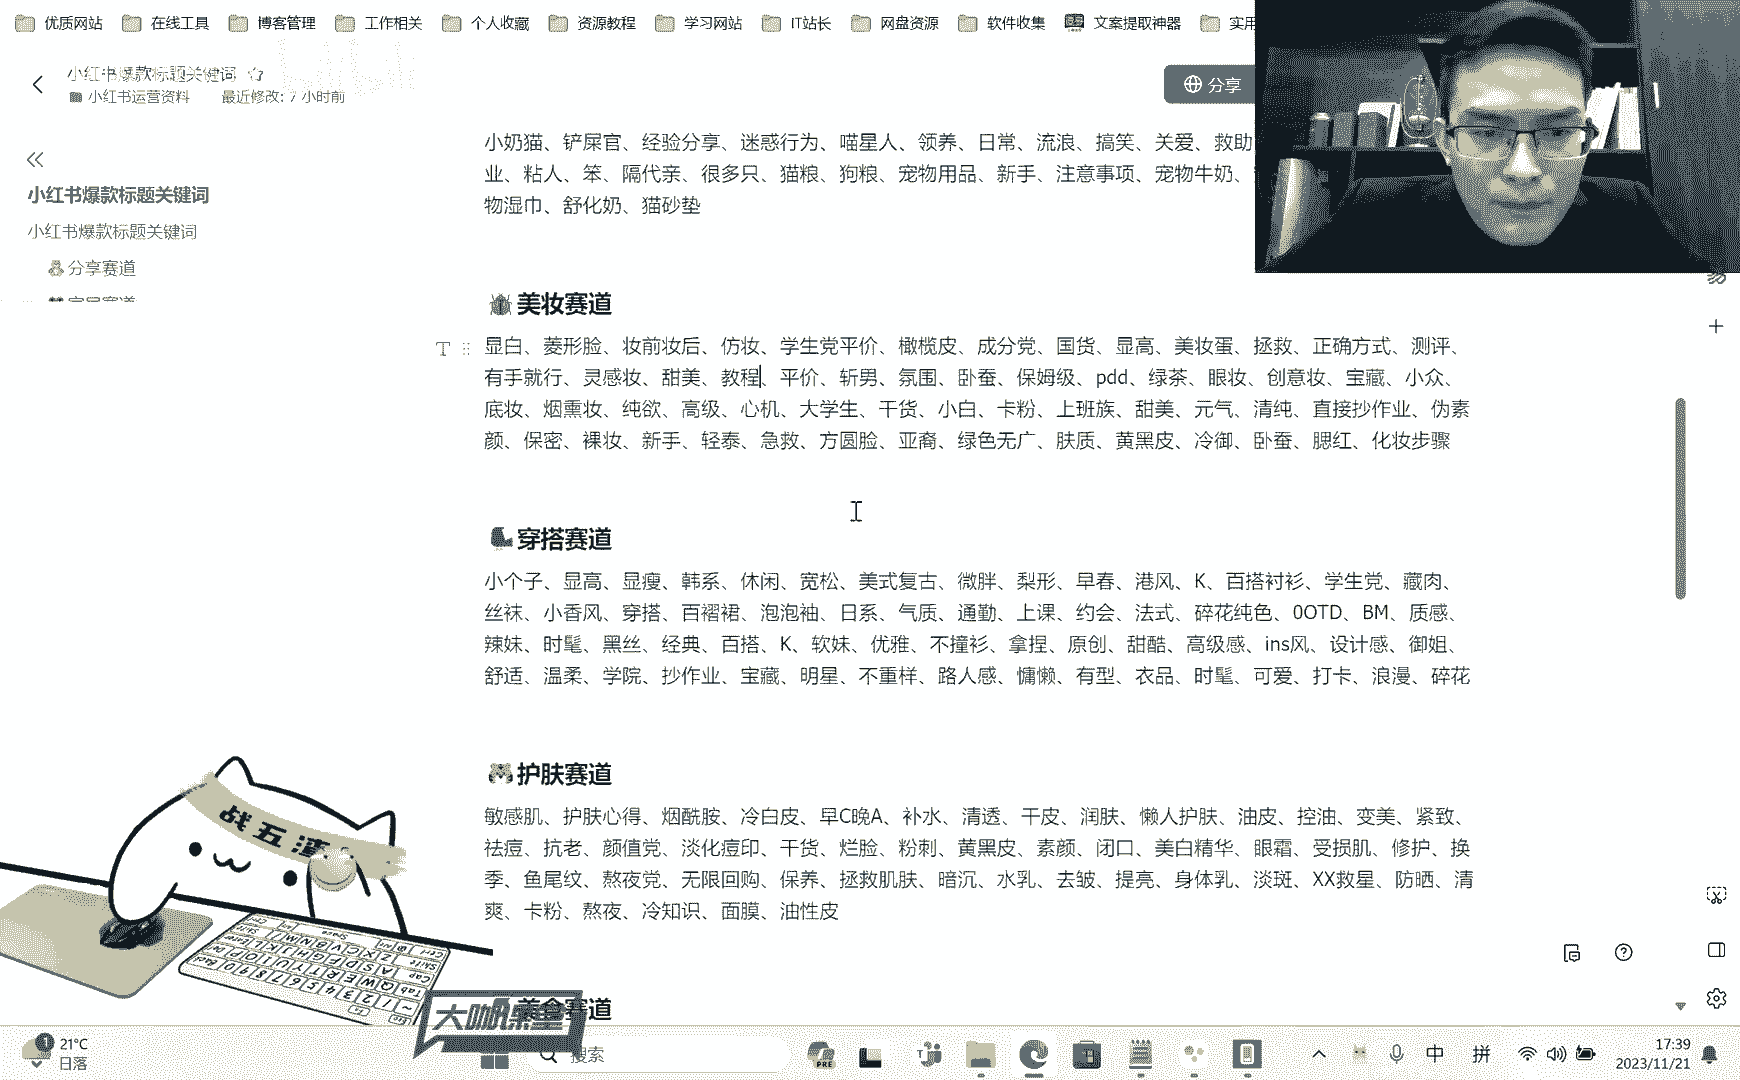 优质网站 在线工具 博客管理 工作相关 个人收藏 资源教程 学习网站 IT站长 网盘资源 软件收集 文案提取神器 实用
小红书爆款标题关键词
小红书运营资料 最近修改: 7 小时前
分享
小红书爆款标题关键词
小红书爆款标题关键词
分享赛道
小奶猫、铲屎官、经验分享、迷惑行为、喵星人、领养、日常、流浪、搞笑、关爱、救助
业、粘人、笨、隔代亲、很多只、猫粮、狗粮、宠物用品、新手、注意事项、宠物牛奶、
物湿巾、舒化奶、猫砂垫
美妆赛道
显白、菱形脸、妆前妆后、仿妆、学生党平价、橄榄皮、成分党、国货、显高、美妆蛋、拯救、正确方式、测评、
有手就行、灵感妆、甜美、教程、平价、斩男、氛围、卧蚕、保姆级、pdd、绿茶、眼妆、创意妆、宝藏、小众、
底妆、烟熏妆、纯欲、高级、心机、大学生、干货、小白、卡粉、上班族、甜美、元气、清纯、直接抄作业、伪素
颜、保密、裸妆、新手、轻泰、急救、方圆脸、亚裔、绿色无广、肤质、黄黑皮、冷御、卧蚕、腮红、化妆步骤
穿搭赛道
小个子、显高、显瘦、韩系、休闲、宽松、美式复古、微胖、梨形、早春、港风、K、百搭衬衫、学生党、藏肉、
丝袜、小香风、穿搭、百褶裙、泡泡袖、日系、气质、通勤、上课、约会、法式、碎花纯色、0OTD、BM、质感、
辣妹、时髦、黑丝、经典、百搭、K、软妹、优雅、不撞衫、拿捏、原创、甜酷、高级感、ins风、设计感、御姐、
舒适、温柔、学院、抄作业、宝藏、明星、不重样、路人感、慵懒、有型、衣品、时髦、可爱、打卡、浪漫、碎花
护肤赛道
敏感肌、护肤心得、烟酰胺、冷白皮、早C晚A、补水、清透、干皮、润肤、懒人护肤、油皮、控油、变美、紧致、
祛痘、抗老、颜值党、淡化痘印、干货、烂脸、粉刺、黄黑皮、素颜、闭口、美白精华、眼霜、受损肌、修护、换
季、鱼尾纹、熬夜党、无限回购、保养、拯救肌肤、暗沉、水乳、去皱、提亮、身体乳、淡斑、XX救星、防晒、清
爽、卡粉、熬夜、冷知识、面膜、油性皮
美食赛道
战五渣
大咖课堂
21°C
日落
搜索
中 拼
17:39
2023/11/21